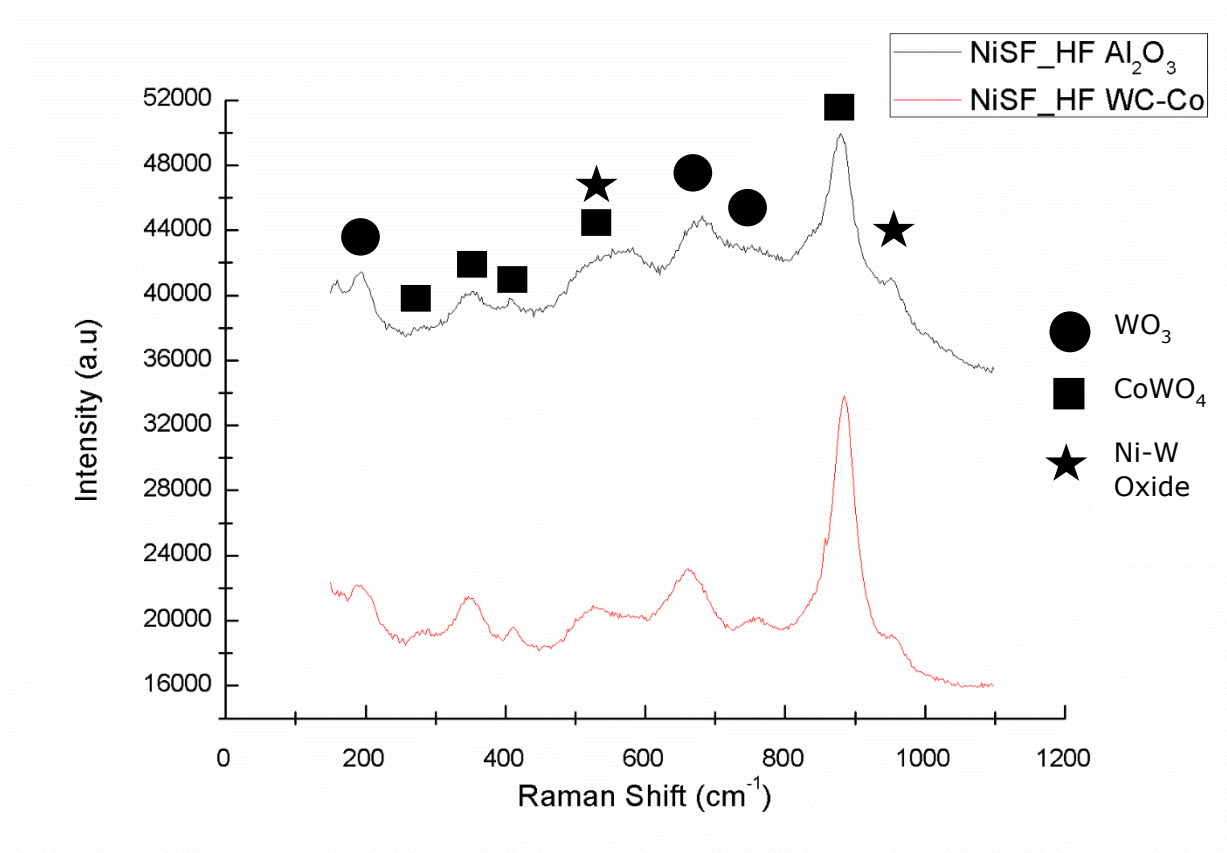 NiSF_HF Al₂O₃
NiSF_HF WC-Co
52000
48000
44000
40000
36000
32000
28000
24000
20000
16000
Intensity (a.u)
WO₃
CoWO₄
Ni-W
Oxide
0 200 400 600 800 1000 1200
Raman Shift (cm⁻¹)